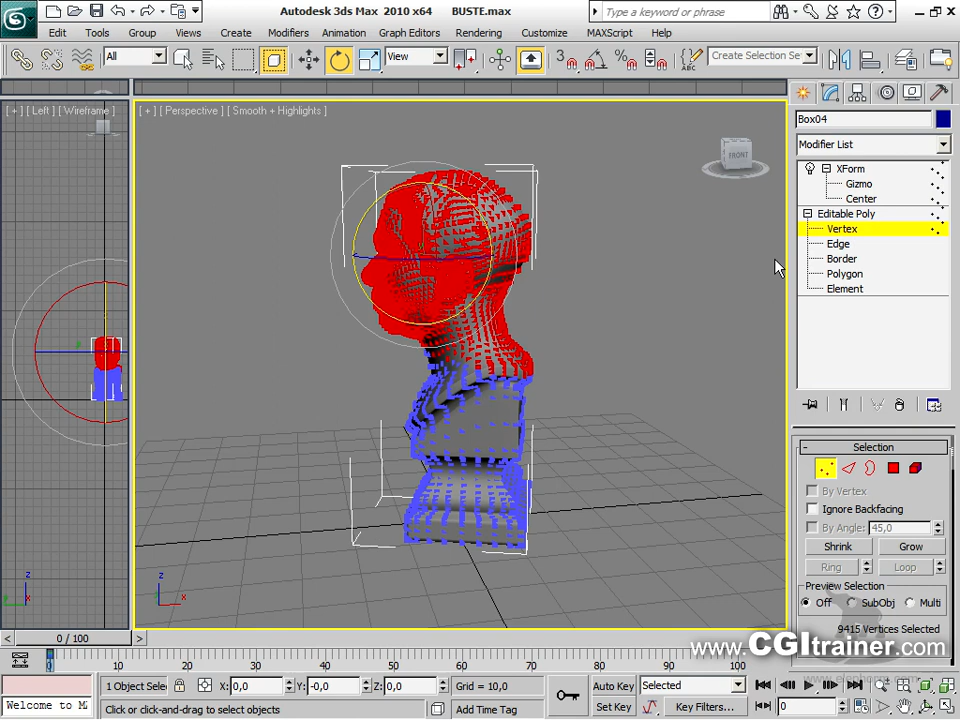 Autodesk 3ds Max 2010 x64 BUSTE.max
Type a keyword or phrase
Edit Tools Group Views Create Modifiers Animation Graph Editors Rendering Customize MAXScript Help
All View 3 Create Selection Se
[ + ] [ Left ] [ Wireframe ]
[ + ] [ Perspective ] [ Smooth + Highlights ]
FRONT
Box04
Modifier List
XForm
Gizmo
Center
Editable Poly
Vertex
Edge
Border
Polygon
Element
Selection
By Vertex
Ignore Backfacing
By Angle: 45,0
Shrink Grow
Ring Loop
Preview Selection
Off SubObj Multi
9415 Vertices Selected
z
x
z
x
www.CGItrainer.com
< 0 / 100 >
0 10 20 30 40 50 60 70 80 90 100
1 Object Selec X: 0,0 Y: -0,0 Z: 0,0 Grid = 10,0 Auto Key Selected
Welcome to M Click or click-and-drag to select objects Add Time Tag Set Key Key Filters... 0